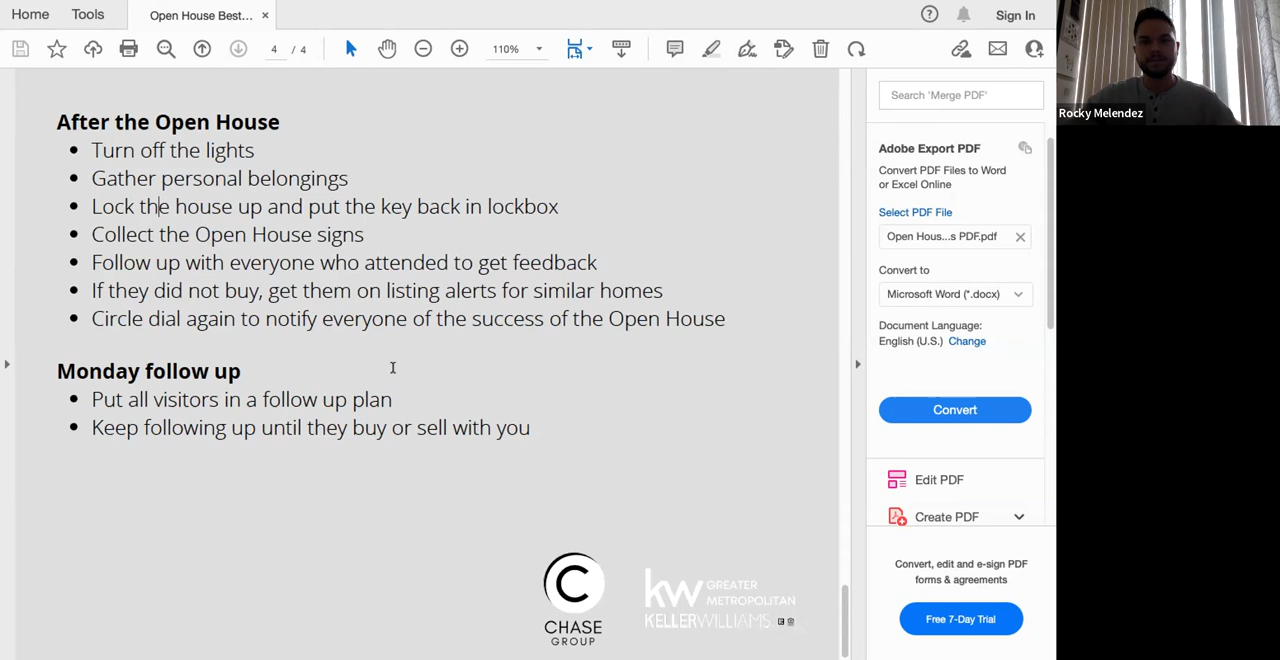 Home
Tools
Open House Best... ×
Sign In
4 / 4
110%
After the Open House
• Turn off the lights
• Gather personal belongings
• Lock the house up and put the key back in lockbox
• Collect the Open House signs
• Follow up with everyone who attended to get feedback
• If they did not buy, get them on listing alerts for similar homes
• Circle dial again to notify everyone of the success of the Open House
Monday follow up
• Put all visitors in a follow up plan
• Keep following up until they buy or sell with you
C
CHASE
GROUP
kw GREATER
METROPOLITAN
KELLERWILLIAMS
Search 'Merge PDF'
Adobe Export PDF
Convert PDF Files to Word
or Excel Online
Select PDF File
Open Hous...s PDF.pdf
Convert to
Microsoft Word (*.docx)
Document Language:
English (U.S.) Change
Convert
Edit PDF
Create PDF
Convert, edit and e-sign PDF
forms & agreements
Free 7-Day Trial
Rocky Melendez